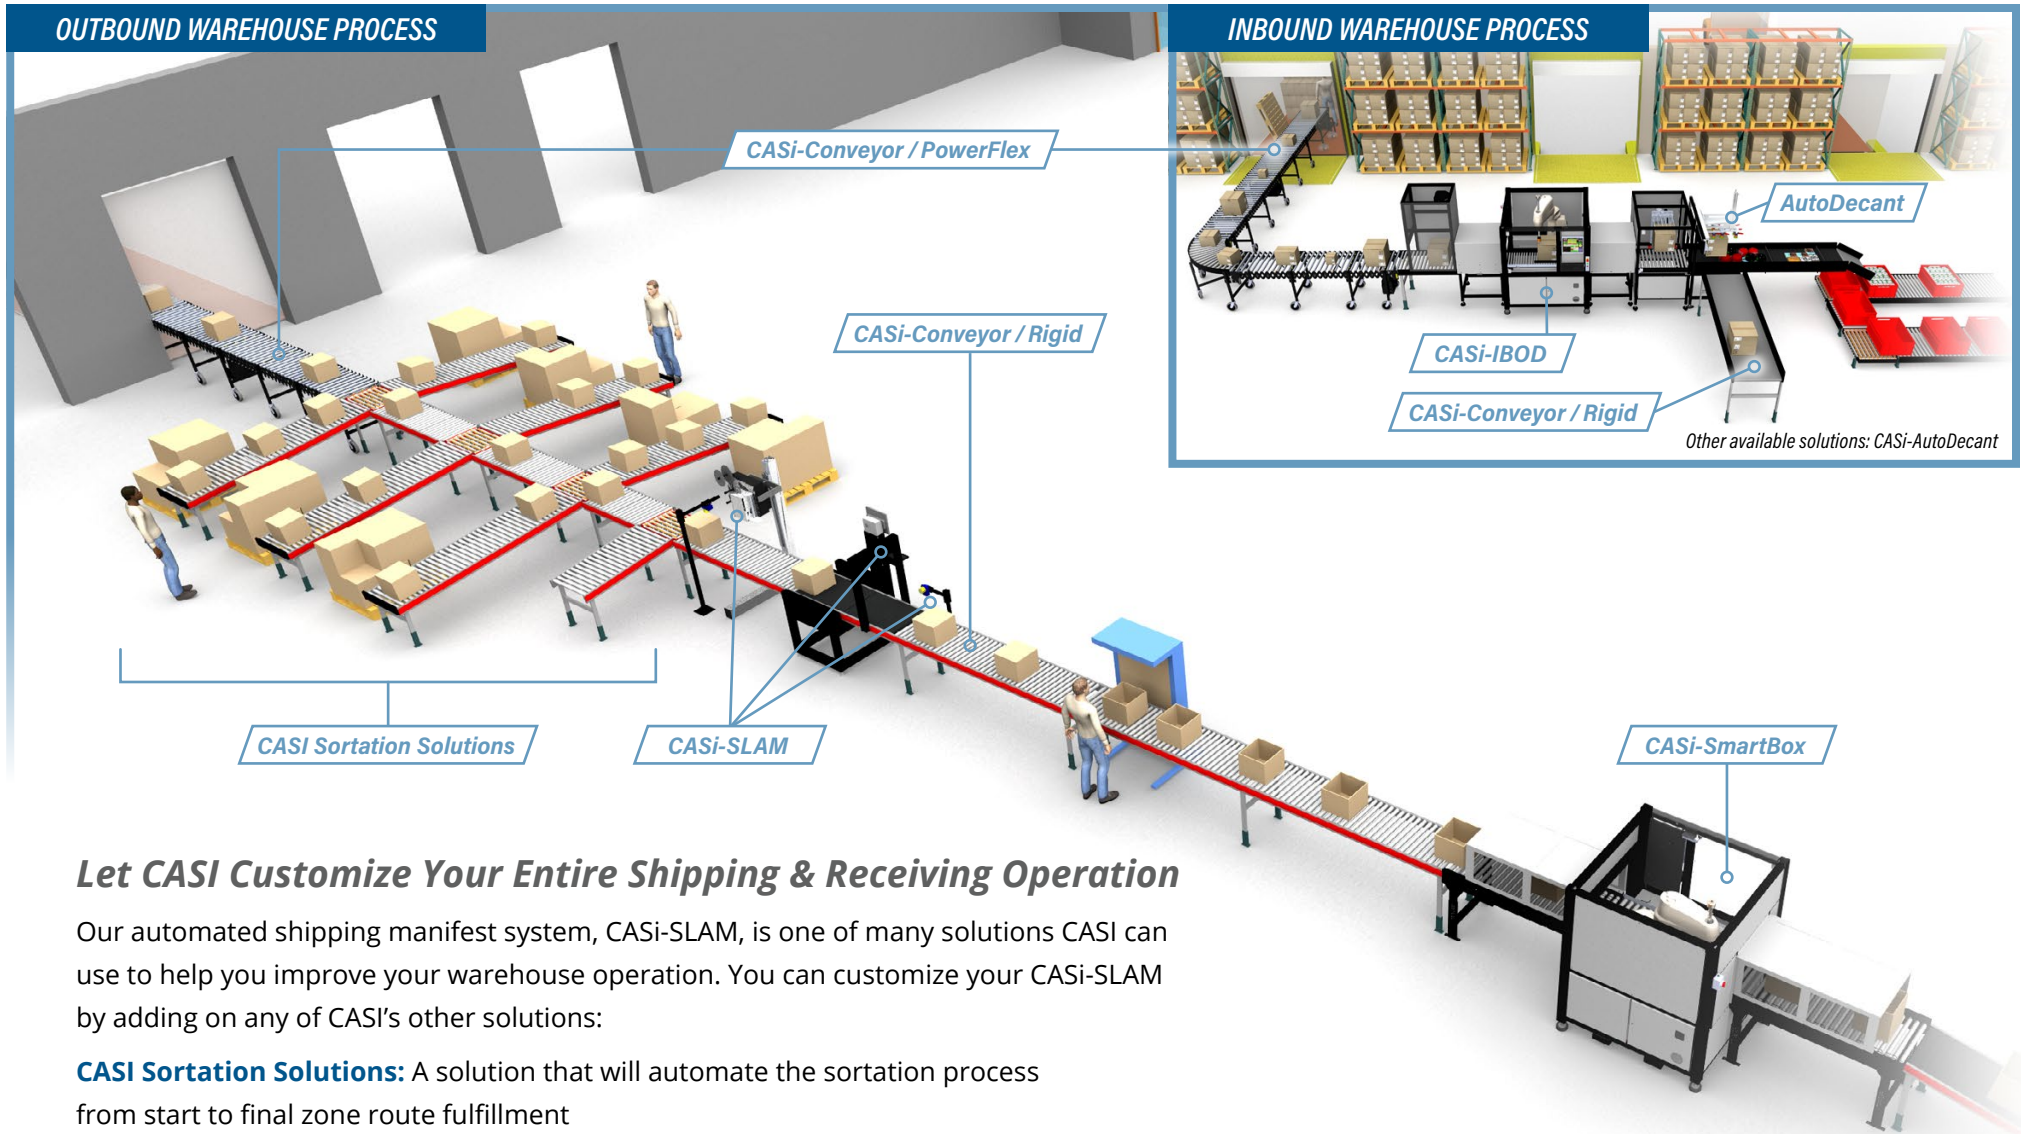 OUTBOUND WAREHOUSE PROCESS
INBOUND WAREHOUSE PROCESS
CASi-Conveyor / PowerFlex
AutoDecant
CASi-Conveyor / Rigid
CASi-IBOD
CASi-Conveyor / Rigid
Other available solutions: CASi-AutoDecant
CASI Sortation Solutions
CASi-SLAM
CASi-SmartBox
Let CASI Customize Your Entire Shipping & Receiving Operation
Our automated shipping manifest system, CASi-SLAM, is one of many solutions CASI can
use to help you improve your warehouse operation. You can customize your CASi-SLAM
by adding on any of CASI’s other solutions:
CASI Sortation Solutions: A solution that will automate the sortation process
from start to final zone route fulfillment